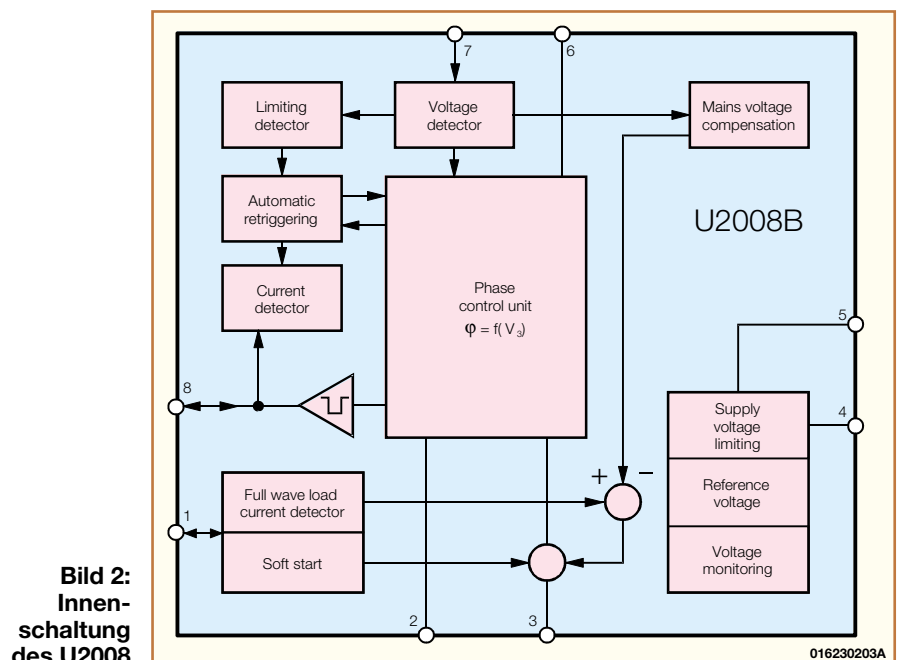 7
6
Limiting
detector
Voltage
detector
Mains voltage
compensation
Automatic
retriggering
U2008B
Current
detector
Phase
control unit
φ = f( V 3)
5
8
4
Supply
voltage
limiting
Reference
voltage
Voltage
monitoring
+
−
Full wave load
current detector
1
Soft start
2
3
Bild 2:
Innen-
schaltung
des U2008
016230203A